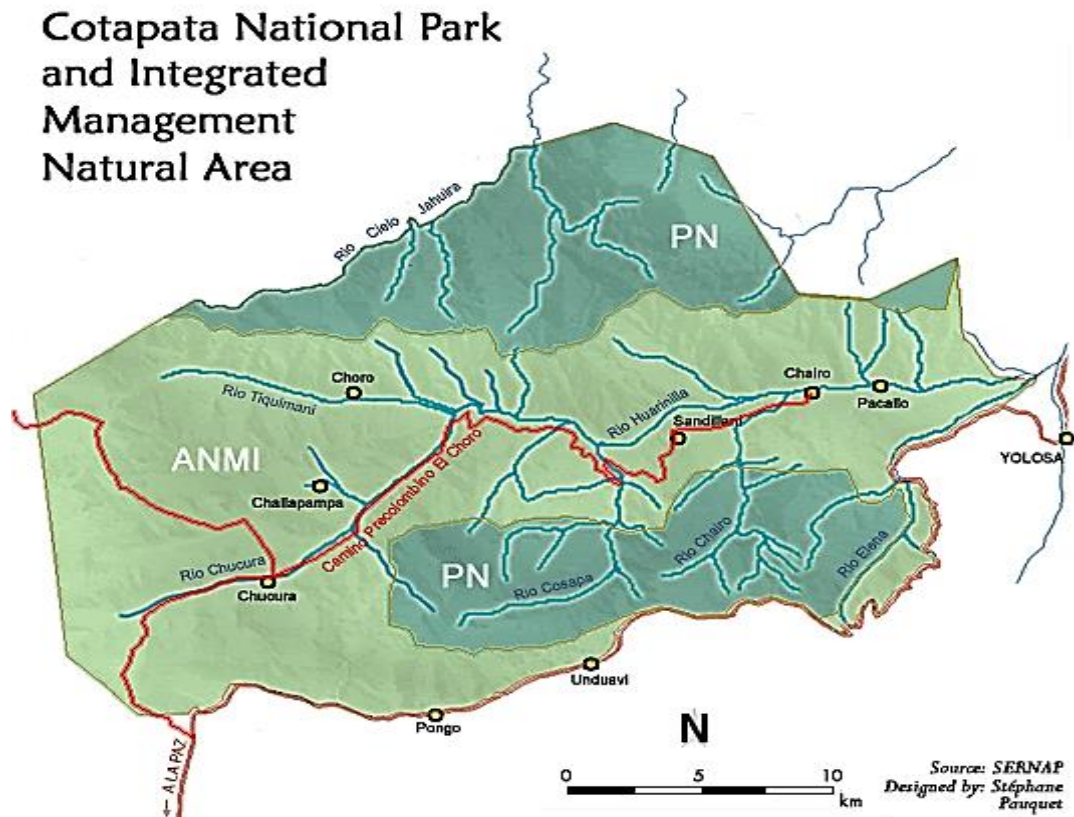 Cotapata National Park
and Integrated
Management
Natural Area
Rio Cielo Jahuira
PN
Choro
Rio Tiquimani
Chairo
Pacallo
Rio Huarinilla
Sandillani
YOLOSA
ANMI
Challapampa
Camino Precolombino El Choro
Rio Chucura
Chucura
PN
Rio Cosapa
Rio Chairo
Rio Elena
Unduavi
Pongo
← A LA PAZ
N
0 5 10
km
Source: SERNAP
Designed by: Stéphane
Pauquet